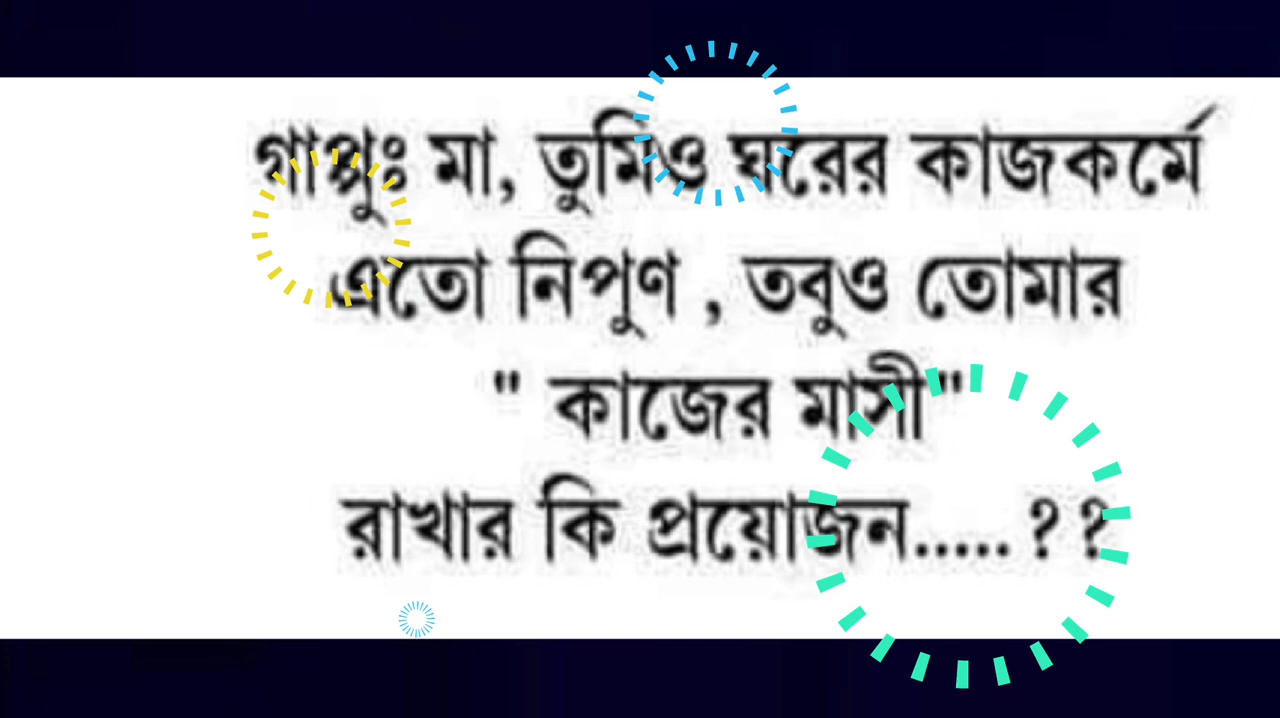 গাপ্পুঃ মা, তুমিও ঘরের কাজকর্মে
এতো নিপুণ , তবুও তোমার
" কাজের মাসী"
রাখার কি প্রয়োজন.....??